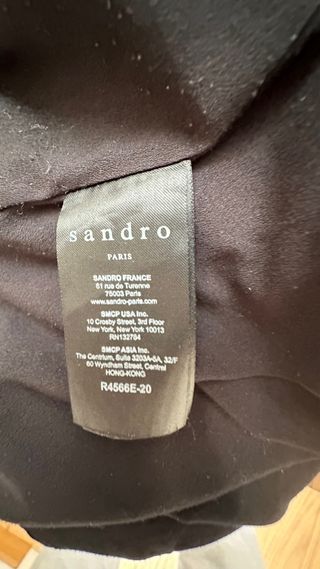 sandro
PARIS
SANDRO FRANCE
61 rue de Turenne
75003 Paris
www.sandro-paris.com
SMCP USA Inc.
10 Crosby Street, 3rd Floor
New York, New York 10013
RN132754
SMCP ASIA Inc.
The Centrium, Suite 3203A-5A, 32/F
60 Wyndham Street, Central
HONG-KONG
R4566E-20